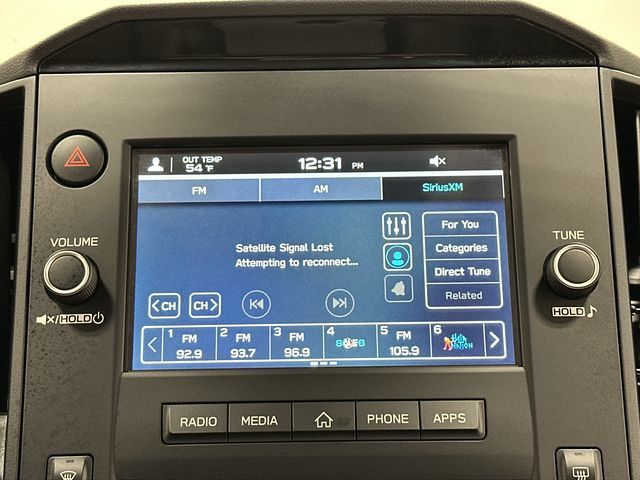 OUT TEMP
54 °F
12:31 PM
FM AM SiriusXM
For You
Satellite Signal Lost
Attempting to reconnect...
Categories
Direct Tune
Related
CH CH
1 FM 92.9
2 FM 93.7
3 FM 96.9
4
5 FM 105.9
6
VOLUME
HOLD
TUNE
HOLD
RADIO MEDIA PHONE APPS